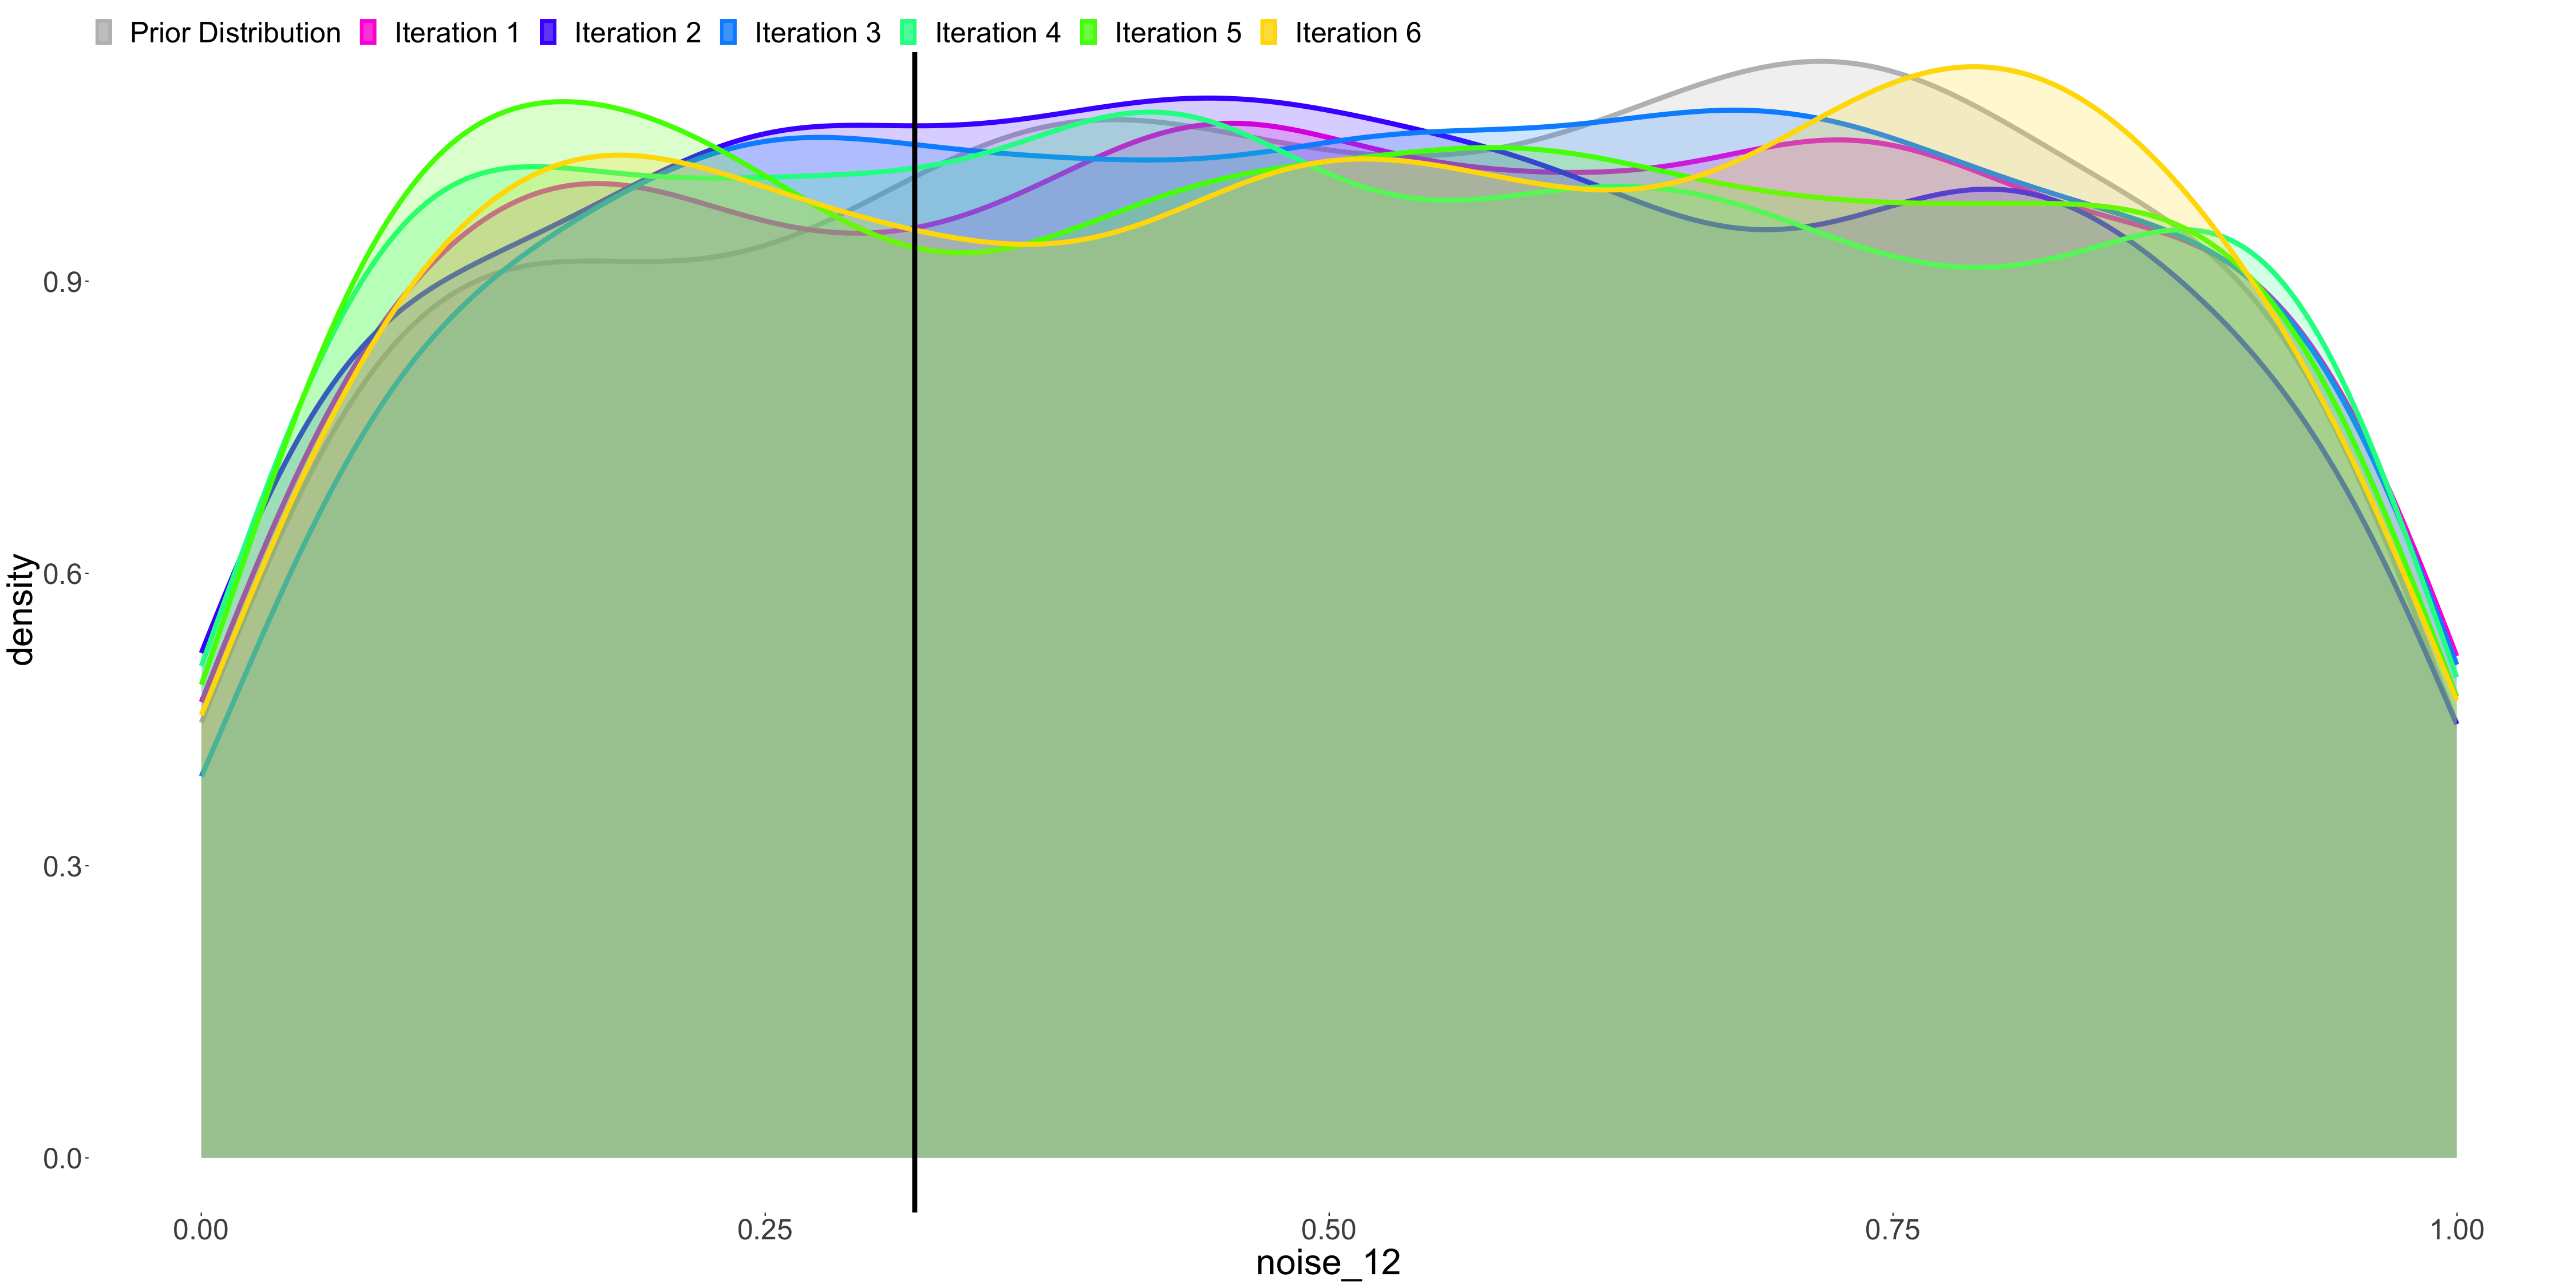 Prior Distribution Iteration 1 Iteration 2 Iteration 3 Iteration 4 Iteration 5 Iteration 6
density
0.9
0.6
0.3
0.0
0.00 0.25 0.50 0.75 1.00
noise_12